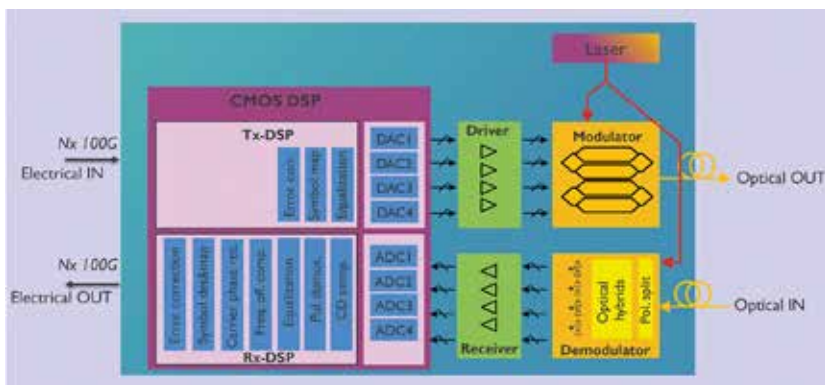 Laser
CMOS DSP
Nx 100G
Electrical IN
Tx-DSP
Error corr.
Symbol map
Equalization
DAC1
DAC2
DAC3
DAC4
Driver
Modulator
Optical OUT
Nx 100G
Electrical OUT
Error correction
Symbol demap
Carrier phase rec.
Freq. of. comp.
Equalization
Pol demux.
CD comp.
Rx-DSP
ADC1
ADC2
ADC3
ADC4
Receiver
Optical
hybrids
Pol. split
Demodulator
Optical IN